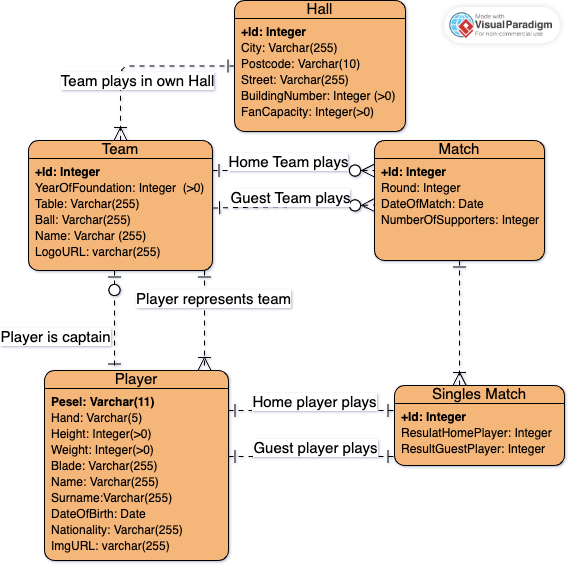 Hall
+Id: Integer
City: Varchar(255)
Postcode: Varchar(10)
Street: Varchar(255)
BuildingNumber: Integer (>0)
FanCapacity: Integer(>0)
Made with
Visual Paradigm
For non-commercial use
Team plays in own Hall
Team
+Id: Integer
YearOfFoundation: Integer (>0)
Table: Varchar(255)
Ball: Varchar(255)
Name: Varchar (255)
LogoURL: varchar(255)
Home Team plays
Guest Team plays
Match
+Id: Integer
Round: Integer
DateOfMatch: Date
NumberOfSupporters: Integer
Player represents team
Player is captain
Player
Pesel: Varchar(11)
Hand: Varchar(5)
Height: Integer(>0)
Weight: Integer(>0)
Blade: Varchar(255)
Name: Varchar(255)
Surname:Varchar(255)
DateOfBirth: Date
Nationality: Varchar(255)
ImgURL: varchar(255)
Home player plays
Guest player plays
Singles Match
+Id: Integer
ResulatHomePlayer: Integer
ResultGuestPlayer: Integer